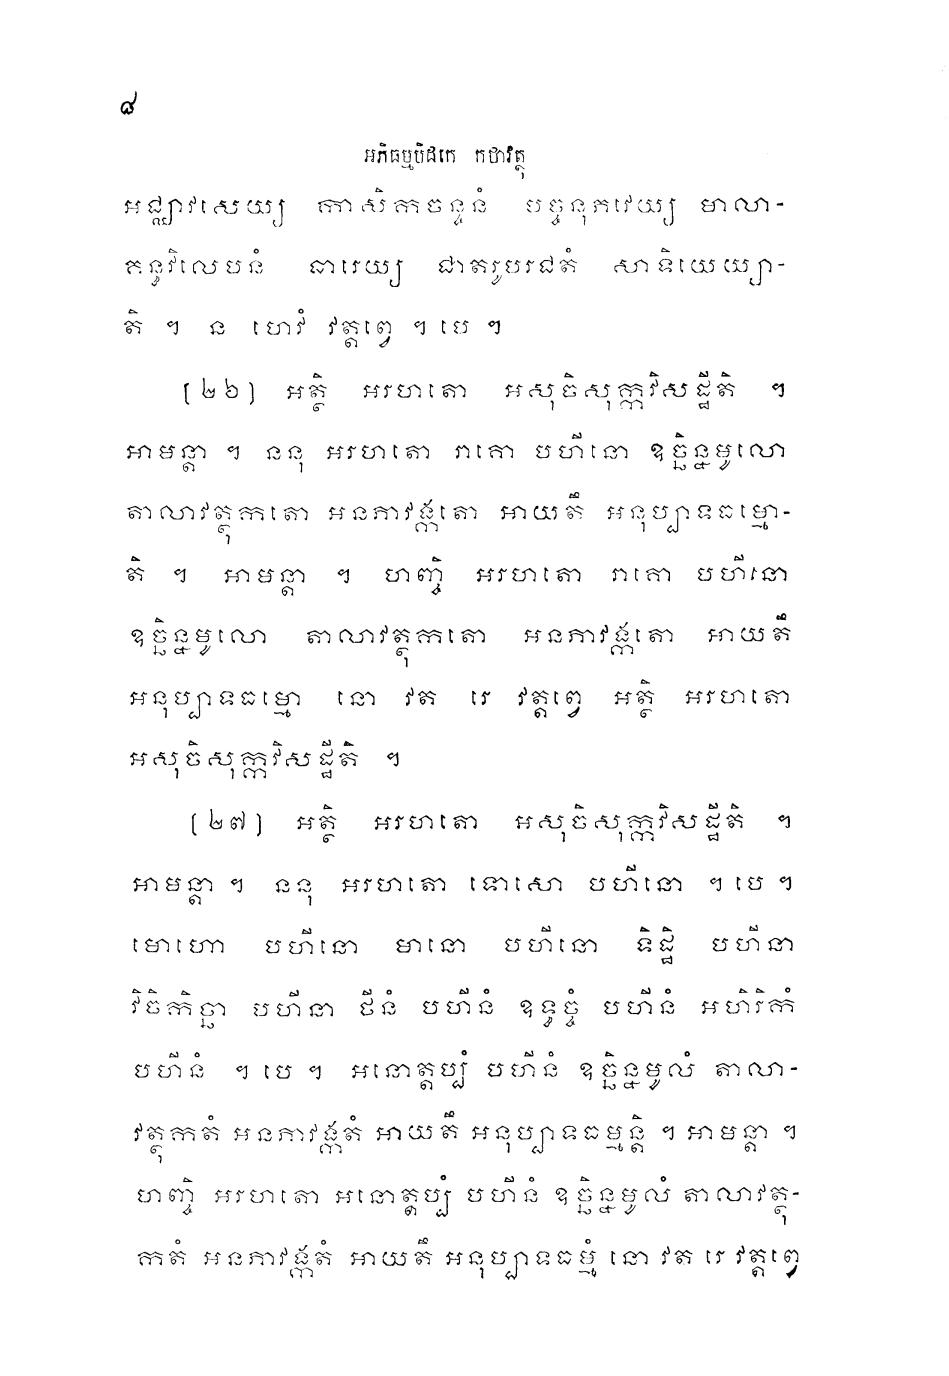 ៨
អភិធម្មបិដកេ កថាវត្ថុ
អជ្ឈាវសេយ្យ កាសិកចន្ទនំ បច្ចនុភវេយ្យ មាលា-
គន្ធវិលេបនំ ធារេយ្យ ជាតរូបរជតំ សាទិយេយ្យា-
តិ ។ ន ហេវំ វត្តព្វេ ។ បេ ។
[២៦] អត្ថិ អរហតោ អសុចិសុក្កវិសដ្ឋីតិ ។
អាមន្តា ។ ននុ អរហតោ រាគោ បហីនោ ឧច្ឆិន្នមូលោ
តាលាវត្ថុកតោ អនភាវង្គតោ អាយតឹ អនុប្បាទធម្មោ-
តិ ។ អាមន្តា ។ ហញ្ចិ អរហតោ រាគោ បហីនោ
ឧច្ឆិន្នមូលោ តាលាវត្ថុកតោ អនភាវង្កតោ អាយតឹ
អនុប្បាទធម្មោ នោ វត រេ វត្តព្វេ អត្ថិ អរហតោ
អសុចិសុក្កវិសដ្ឋីតិ ។
[២៧] អត្ថិ អរហតោ អសុចិសុក្កវិសដ្ឋីតិ ។
អាមន្តា ។ ននុ អរហតោ ទោសោ បហីនោ ។ បេ ។
មោហោ បហីនោ មានោ បហីនោ ទិដ្ឋិ បហីនា
វិចិកិច្ឆា បហីនា ថីនំ បហីនំ ឧទ្ធច្ចំ បហីនំ អហិរិកំ
បហីនំ ។ បេ ។ អនោត្តប្បំ បហីនំ ឧច្ឆិន្នមូលំ តាលា-
វត្ថុកតំ អនភាវង្កតំ អាយតឹ អនុប្បាទធម្មន្តិ ។ អាមន្តា ។
ហញ្ចិ អរហតោ អនោត្តប្បំ បហីនំ ឧច្ឆិន្នមូលំ តាលាវត្ថុ-
កតំ អនភាវង្កតំ អាយតឹ អនុប្បាទធម្មំ នោ វត រេ វត្តព្វេ